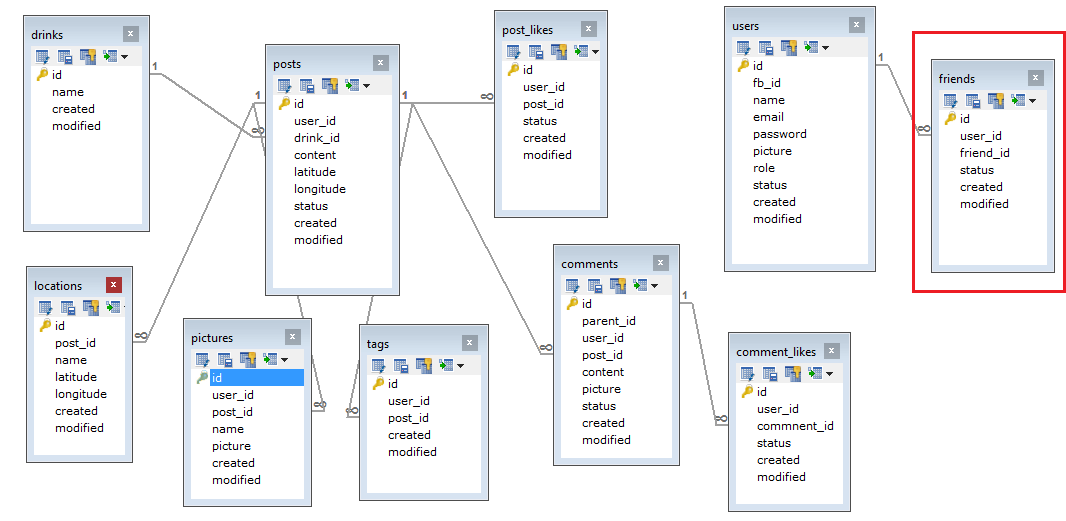 drinks
id
name
created
modified
posts
id
user_id
drink_id
content
latitude
longitude
status
created
modified
post_likes
id
user_id
post_id
status
created
modified
users
id
fb_id
name
email
password
picture
role
status
created
modified
friends
id
user_id
friend_id
status
created
modified
locations
id
post_id
name
latitude
longitude
created
modified
pictures
id
user_id
post_id
name
picture
created
modified
tags
id
user_id
post_id
created
modified
comments
id
parent_id
user_id
post_id
content
picture
status
created
modified
comment_likes
id
user_id
commnent_id
status
created
modified
1
∞
1
∞
∞
∞
1
∞
∞
1
∞
1
∞